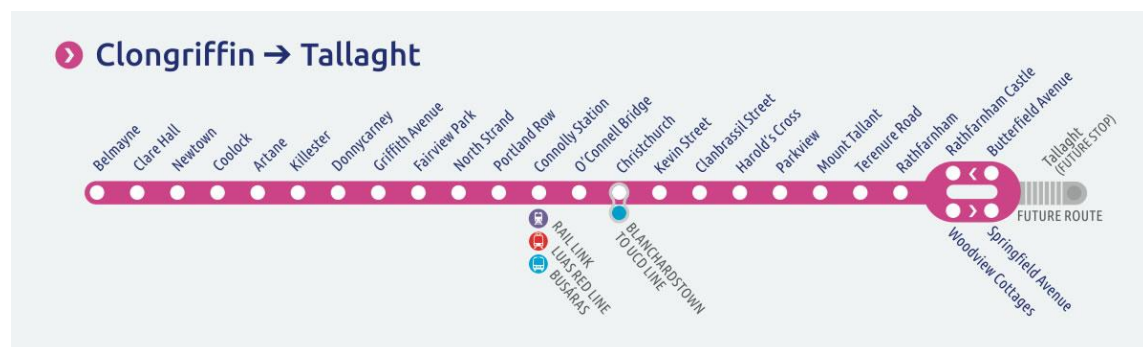 Clongriffin → Tallaght
Belmayne
Clare Hall
Newtown
Coolock
Artane
Killester
Donnycarney
Griffith Avenue
Fairview Park
North Strand
Portland Row
Connolly Station
O'Connell Bridge
Christchurch
Kevin Street
Clanbrassil Street
Harold's Cross
Parkview
Mount Tallant
Terenure Road
Rathfarnham
Rathfarnham Castle
Butterfield Avenue
Tallaght
(FUTURE STOP)
FUTURE ROUTE
RAIL LINK
LUAS RED LINE
BUSÁRAS
BLANCHARDSTOWN
TO UCD LINE
Woodview Cottages
Springfield Avenue